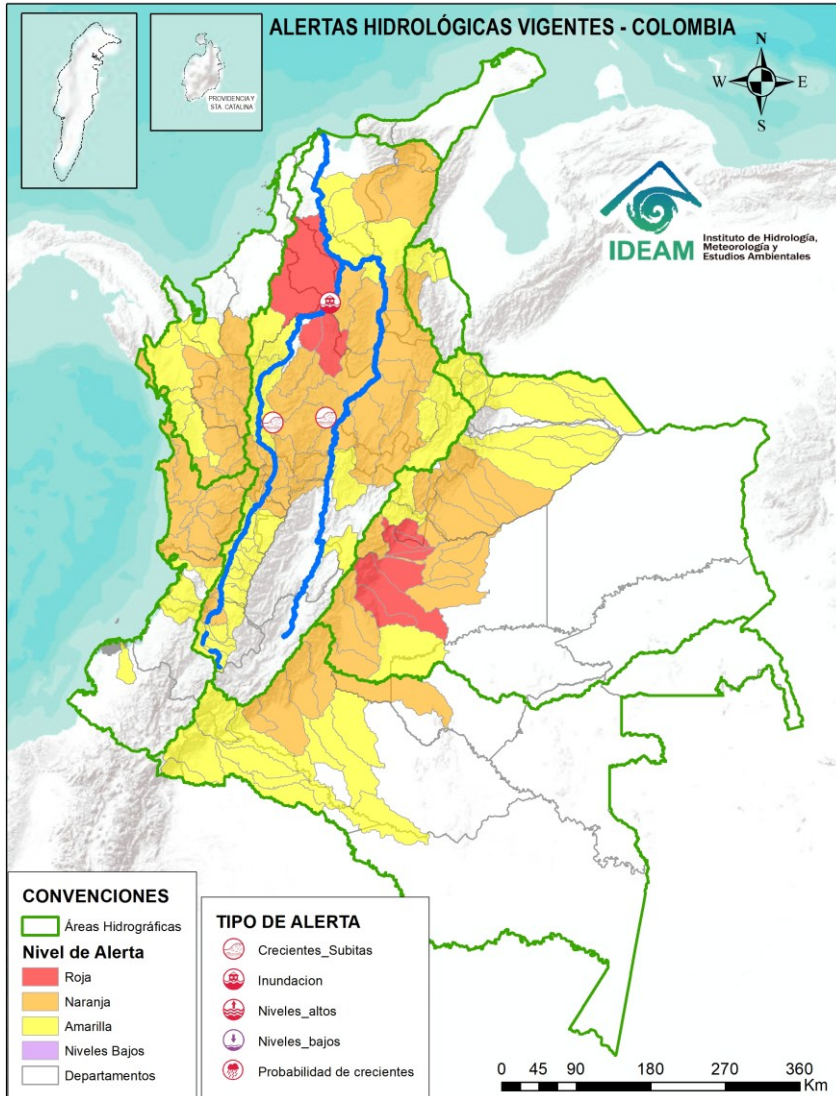 ALERTAS HIDROLÓGICAS VIGENTES - COLOMBIA
PROVIDENCIA Y
STA. CATALINA
N
W
E
S
IDEAM
Instituto de Hidrología,
Meteorología y
Estudios Ambientales
CONVENCIONES
Áreas Hidrográficas
Nivel de Alerta
Roja
Naranja
Amarilla
Niveles Bajos
Departamentos
TIPO DE ALERTA
Crecientes_Subitas
Inundacion
Niveles_altos
Niveles_bajos
Probabilidad de crecientes
0 45 90 180 270 360
Km